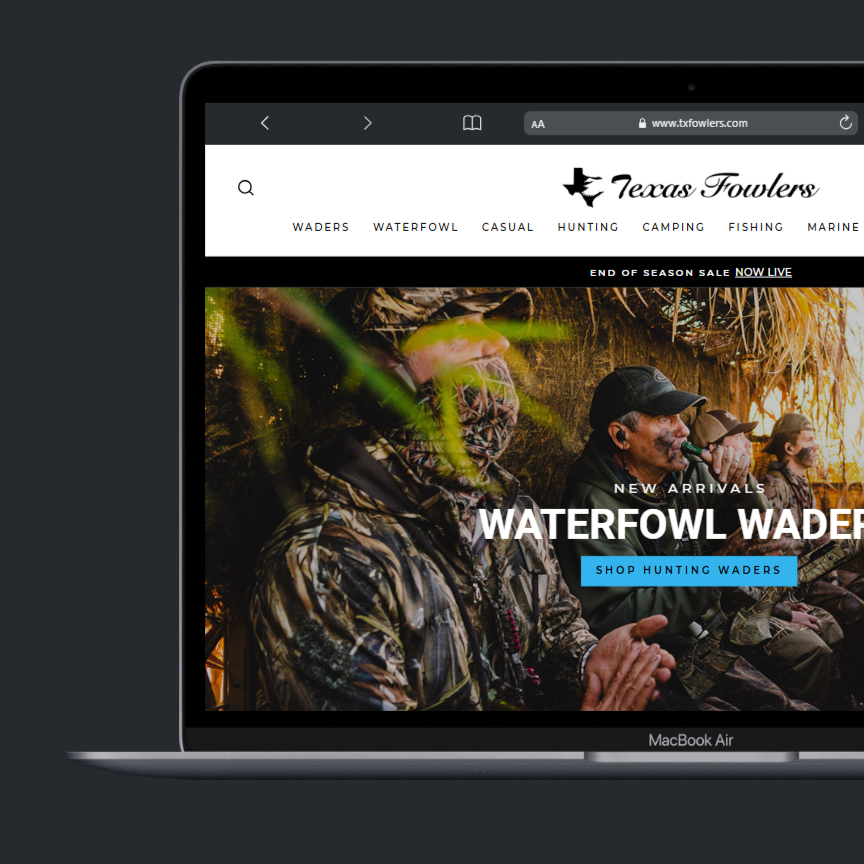 AA www.txfowlers.com
Texas Fowlers
WADERS WATERFOWL CASUAL HUNTING CAMPING FISHING MARINE
END OF SEASON SALE NOW LIVE
NEW ARRIVALS
WATERFOWL WADER
SHOP HUNTING WADERS
MacBook Air